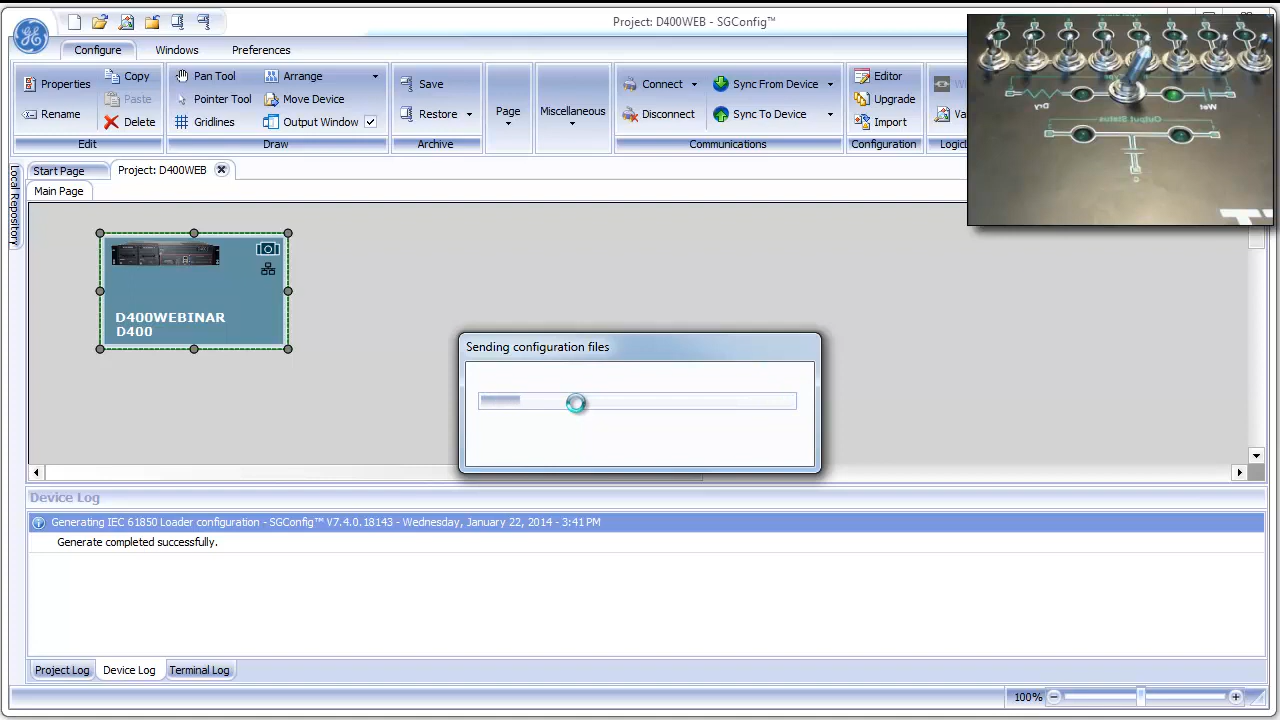 Project: D400WEB - SGConfig™
Configure
Windows
Preferences
Properties
Rename
Copy
Paste
Delete
Edit
Pan Tool
Pointer Tool
Gridlines
Arrange
Move Device
Output Window
Draw
Save
Restore
Archive
Page
Miscellaneous
Connect
Disconnect
Sync From Device
Sync To Device
Communications
Editor
Upgrade
Import
Configuration
Start Page
Project: D400WEB
Main Page
Local Repository
Dry
Wet
Output Status
D400WEBINAR
D400
Sending configuration files
Device Log
Generating IEC 61850 Loader configuration - SGConfig™ V7.4.0.18143 - Wednesday, January 22, 2014 - 3:41 PM
Generate completed successfully.
Project Log
Device Log
Terminal Log
100%